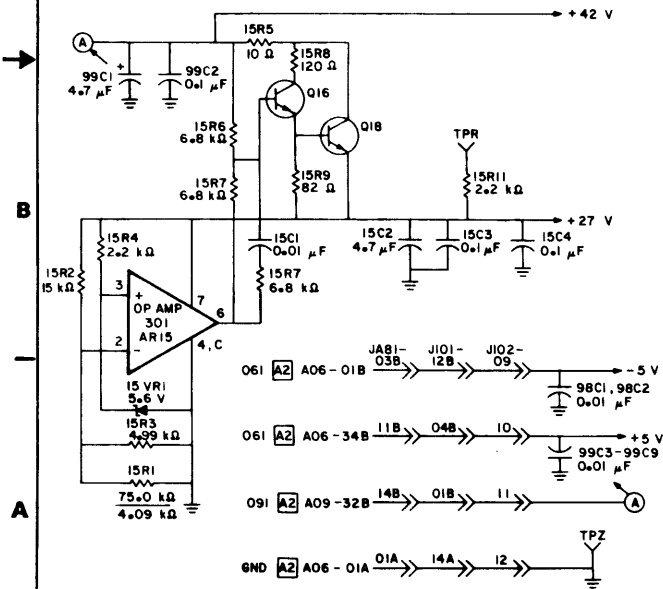 +42 V
A
15R5
10 Ω
15R8
120 Ω
99C1
4.7 µF
+
99C2
0.1 µF
Q16
Q18
15R6
6.8 kΩ
TPR
15R7
6.8 kΩ
15R9
82 Ω
15R11
2.2 kΩ
B
+27 V
15R4
2.2 kΩ
15C1
0.01 µF
15C2
4.7 µF
15C3
0.1 µF
15C4
0.1 µF
15R2
15 kΩ
15R7
6.8 kΩ
3
+
7
OP AMP
301
AR15
6
2
-
4, C
JA81-
03B
J101-
12B
J102-
09
061 A2 A06-01B
-5 V
98C1, 98C2
0.01 µF
15 VR1
5.6 V
15R3
4.99 kΩ
11B
04B
10
061 A2 A06-34B
+5 V
99C3-99C9
0.01 µF
15R1
75.0 kΩ
4.09 kΩ
14B
01B
11
091 A2 A09-32B
A
A
TPZ
01A
14A
12
GND A2 A06-01A